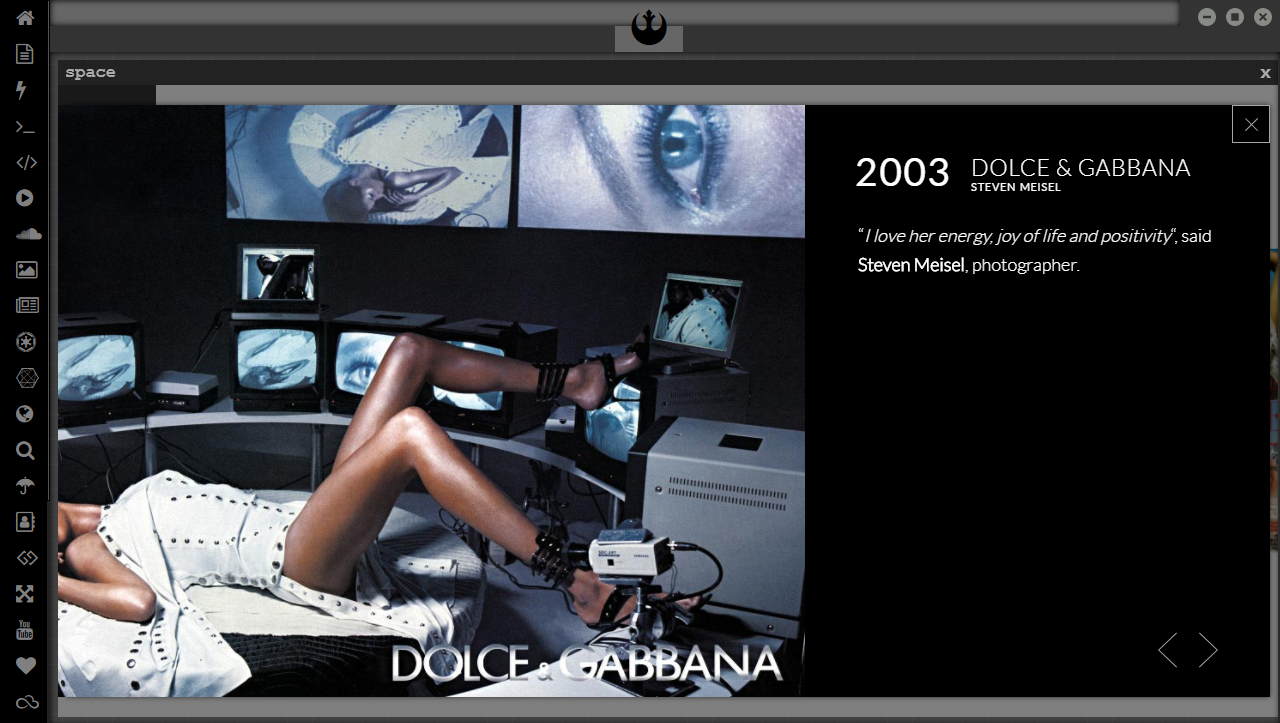 space
x
2003
DOLCE & GABBANA
STEVEN MEISEL
“I love her energy, joy of life and positivity“, said
Steven Meisel, photographer.
You
Tube
DOLCE & GABBANA